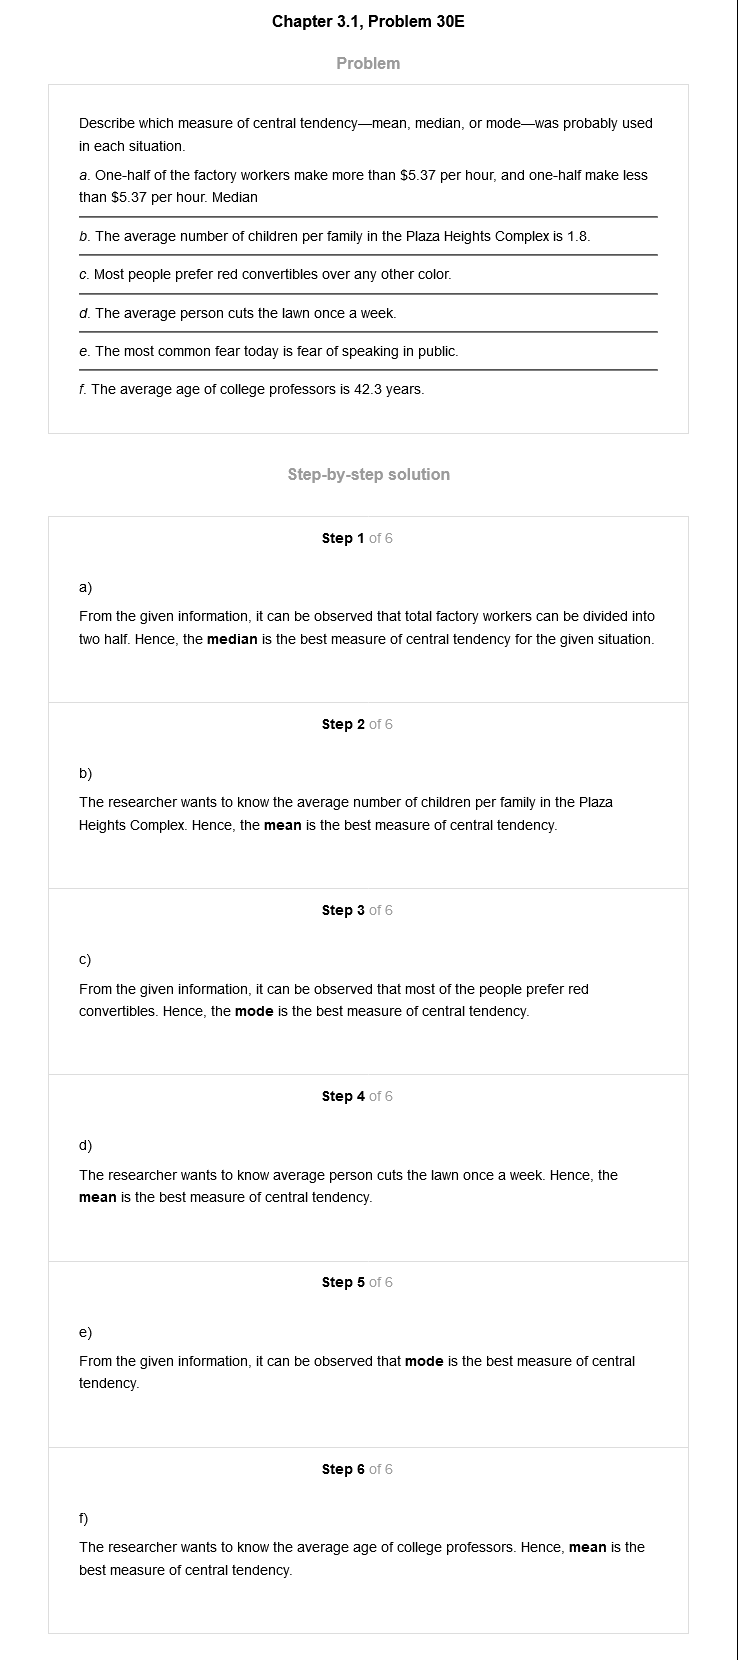 Chapter 3.1, Problem 30E
Problem
Describe which measure of central tendency—mean, median, or mode—was probably used
in each situation.
a. One-half of the factory workers make more than $5.37 per hour, and one-half make less
than $5.37 per hour. Median
b. The average number of children per family in the Plaza Heights Complex is 1.8.
c. Most people prefer red convertibles over any other color.
d. The average person cuts the lawn once a week.
e. The most common fear today is fear of speaking in public.
f. The average age of college professors is 42.3 years.
Step-by-step solution
Step 1 of 6
a)
From the given information, it can be observed that total factory workers can be divided into
two half. Hence, the median is the best measure of central tendency for the given situation.
Step 2 of 6
b)
The researcher wants to know the average number of children per family in the Plaza
Heights Complex. Hence, the mean is the best measure of central tendency.
Step 3 of 6
c)
From the given information, it can be observed that most of the people prefer red
convertibles. Hence, the mode is the best measure of central tendency.
Step 4 of 6
d)
The researcher wants to know average person cuts the lawn once a week. Hence, the
mean is the best measure of central tendency.
Step 5 of 6
e)
From the given information, it can be observed that mode is the best measure of central
tendency.
Step 6 of 6
f)
The researcher wants to know the average age of college professors. Hence, mean is the
best measure of central tendency.